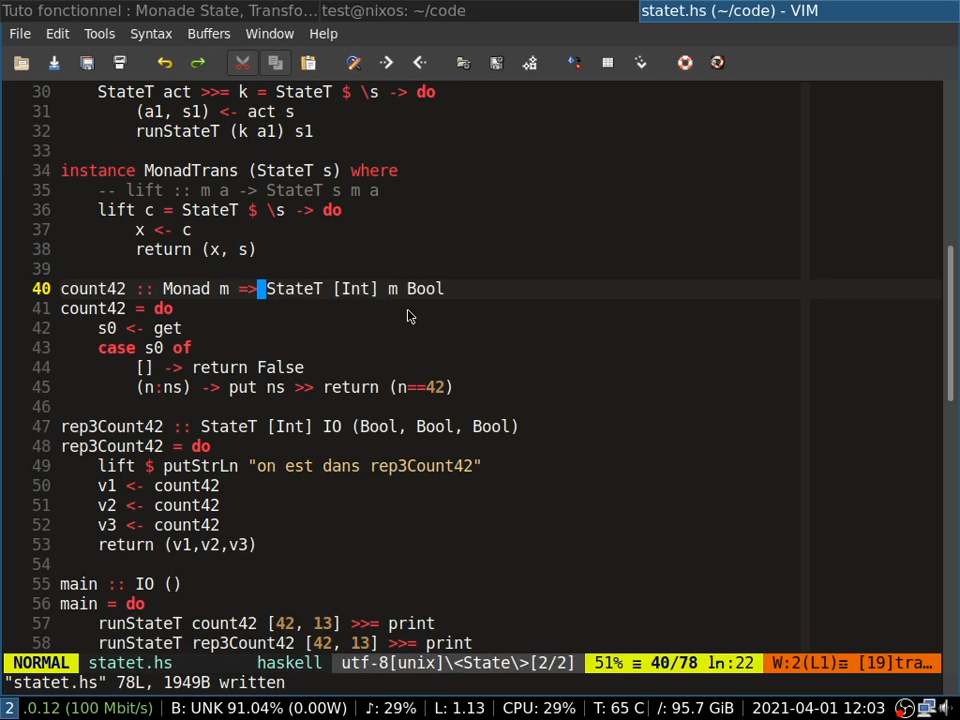 Tuto fonctionnel : Monade State, Transfo... test@nixos: ~/code statet.hs (~/code) - VIM
File Edit Tools Syntax Buffers Window Help
30 StateT act >>= k = StateT $ \s -> do
31 (a1, s1) <- act s
32 runStateT (k a1) s1
33
34 instance MonadTrans (StateT s) where
35 -- lift :: m a -> StateT s m a
36 lift c = StateT $ \s -> do
37 x <- c
38 return (x, s)
39
40 count42 :: Monad m => StateT [Int] m Bool
41 count42 = do
42 s0 <- get
43 case s0 of
44 [] -> return False
45 (n:ns) -> put ns >> return (n==42)
46
47 rep3Count42 :: StateT [Int] IO (Bool, Bool, Bool)
48 rep3Count42 = do
49 lift $ putStrLn "on est dans rep3Count42"
50 v1 <- count42
51 v2 <- count42
52 v3 <- count42
53 return (v1,v2,v3)
54
55 main :: IO ()
56 main = do
57 runStateT count42 [42, 13] >>= print
58 runStateT rep3Count42 [42, 13] >>= print
NORMAL statet.hs haskell utf-8[unix]\<State\>[2/2] 51% ≡ 40/78 ln:22 W:2(L1)≡ [19]tra...
"statet.hs" 78L, 1949B written
2 .0.12 (100 Mbit/s) B: UNK 91.04% (0.00W) ♪: 29% L: 1.13 CPU: 29% T: 65 C /: 95.7 GiB 2021-04-01 12:03